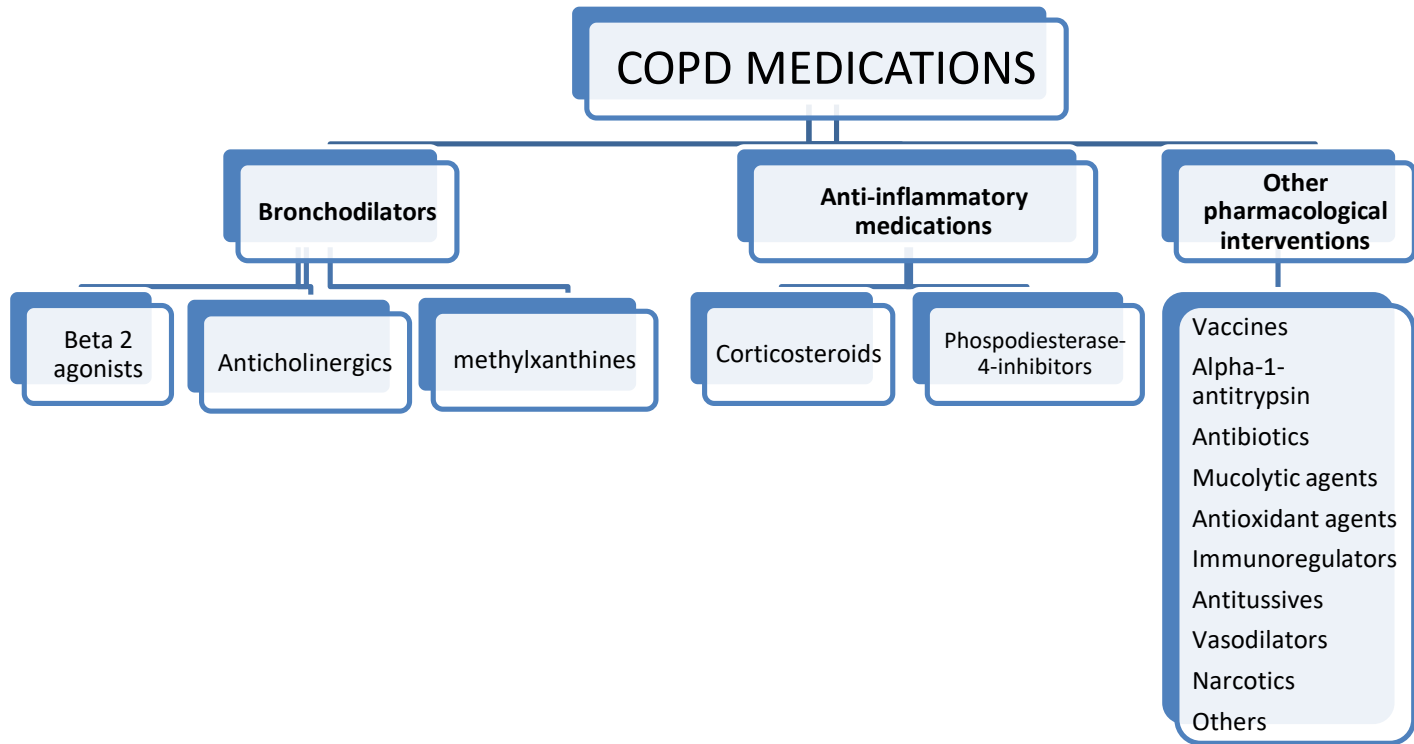 COPD MEDICATIONS
Bronchodilators
Anti-inflammatory
medications
Other
pharmacological
interventions
Beta 2
agonists
Anticholinergics
methylxanthines
Corticosteroids
Phospodiesterase-
4-inhibitors
Vaccines
Alpha-1-
antitrypsin
Antibiotics
Mucolytic agents
Antioxidant agents
Immunoregulators
Antitussives
Vasodilators
Narcotics
Others